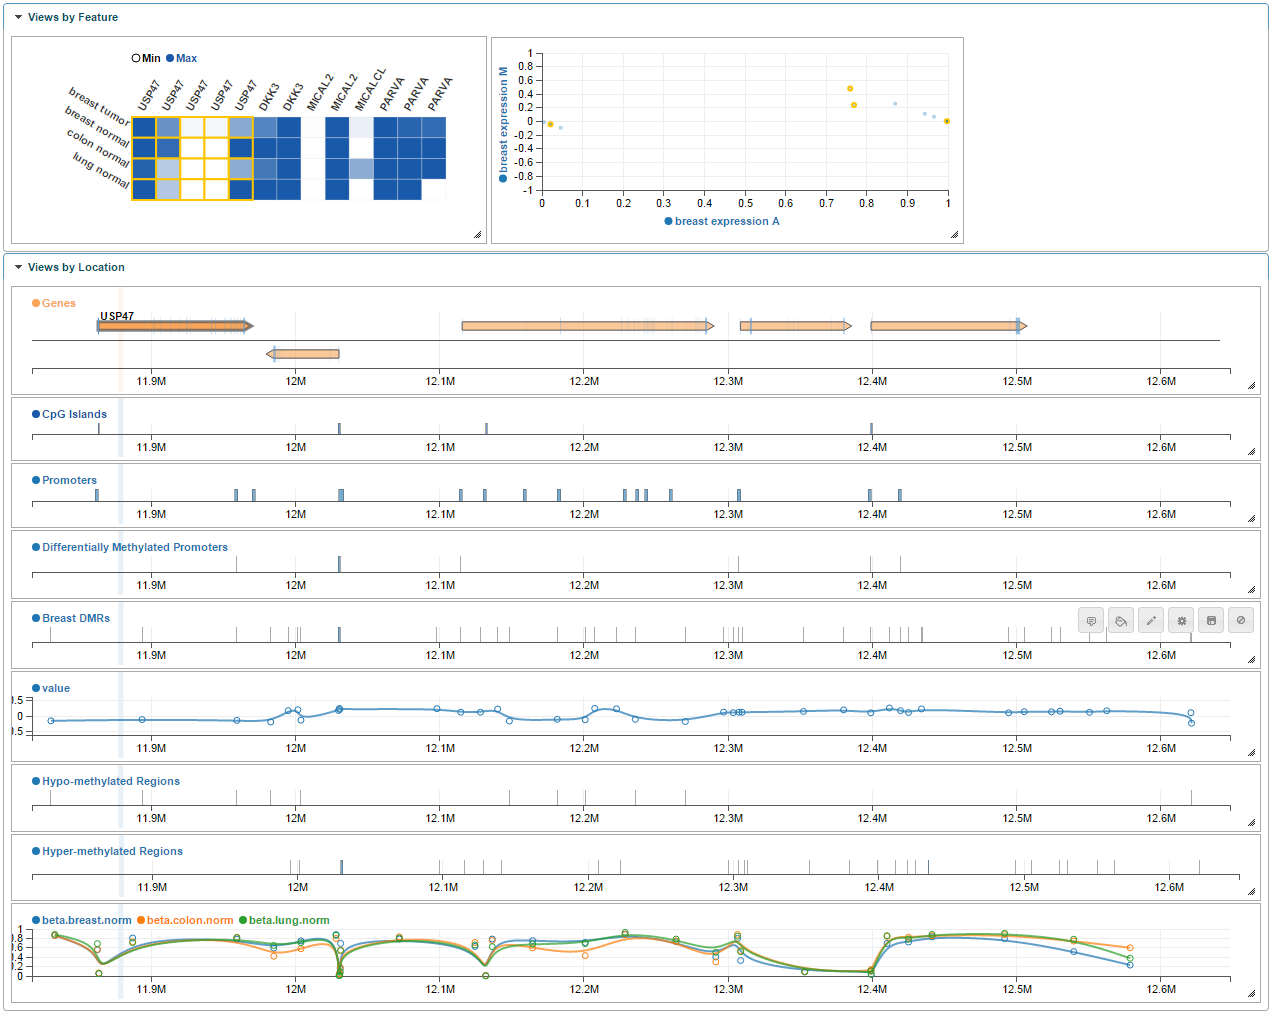 Views by Feature
Min Max
USP47 USP47 USP47 USP47 USP47 DKK3 DKK3 MICAL2 MICAL2 MICALCL PARVA PARVA PARVA
breast tumor
breast normal
colon normal
lung normal
breast expression M
1
0.8
0.6
0.4
0.2
0
-0.2
-0.4
-0.6
-0.8
-1
0 0.1 0.2 0.3 0.4 0.5 0.6 0.7 0.8 0.9 1
breast expression A
Views by Location
Genes
USP47
11.9M 12M 12.1M 12.2M 12.3M 12.4M 12.5M 12.6M
CpG Islands
11.9M 12M 12.1M 12.2M 12.3M 12.4M 12.5M 12.6M
Promoters
11.9M 12M 12.1M 12.2M 12.3M 12.4M 12.5M 12.6M
Differentially Methylated Promoters
11.9M 12M 12.1M 12.2M 12.3M 12.4M 12.5M 12.6M
Breast DMRs
11.9M 12M 12.1M 12.2M 12.3M 12.4M 12.5M 12.6M
value
0.5
0
0.5
11.9M 12M 12.1M 12.2M 12.3M 12.4M 12.5M 12.6M
Hypo-methylated Regions
11.9M 12M 12.1M 12.2M 12.3M 12.4M 12.5M 12.6M
Hyper-methylated Regions
11.9M 12M 12.1M 12.2M 12.3M 12.4M 12.5M 12.6M
beta.breast.norm beta.colon.norm beta.lung.norm
1
0.8
0.6
0.4
0.2
0
11.9M 12M 12.1M 12.2M 12.3M 12.4M 12.5M 12.6M